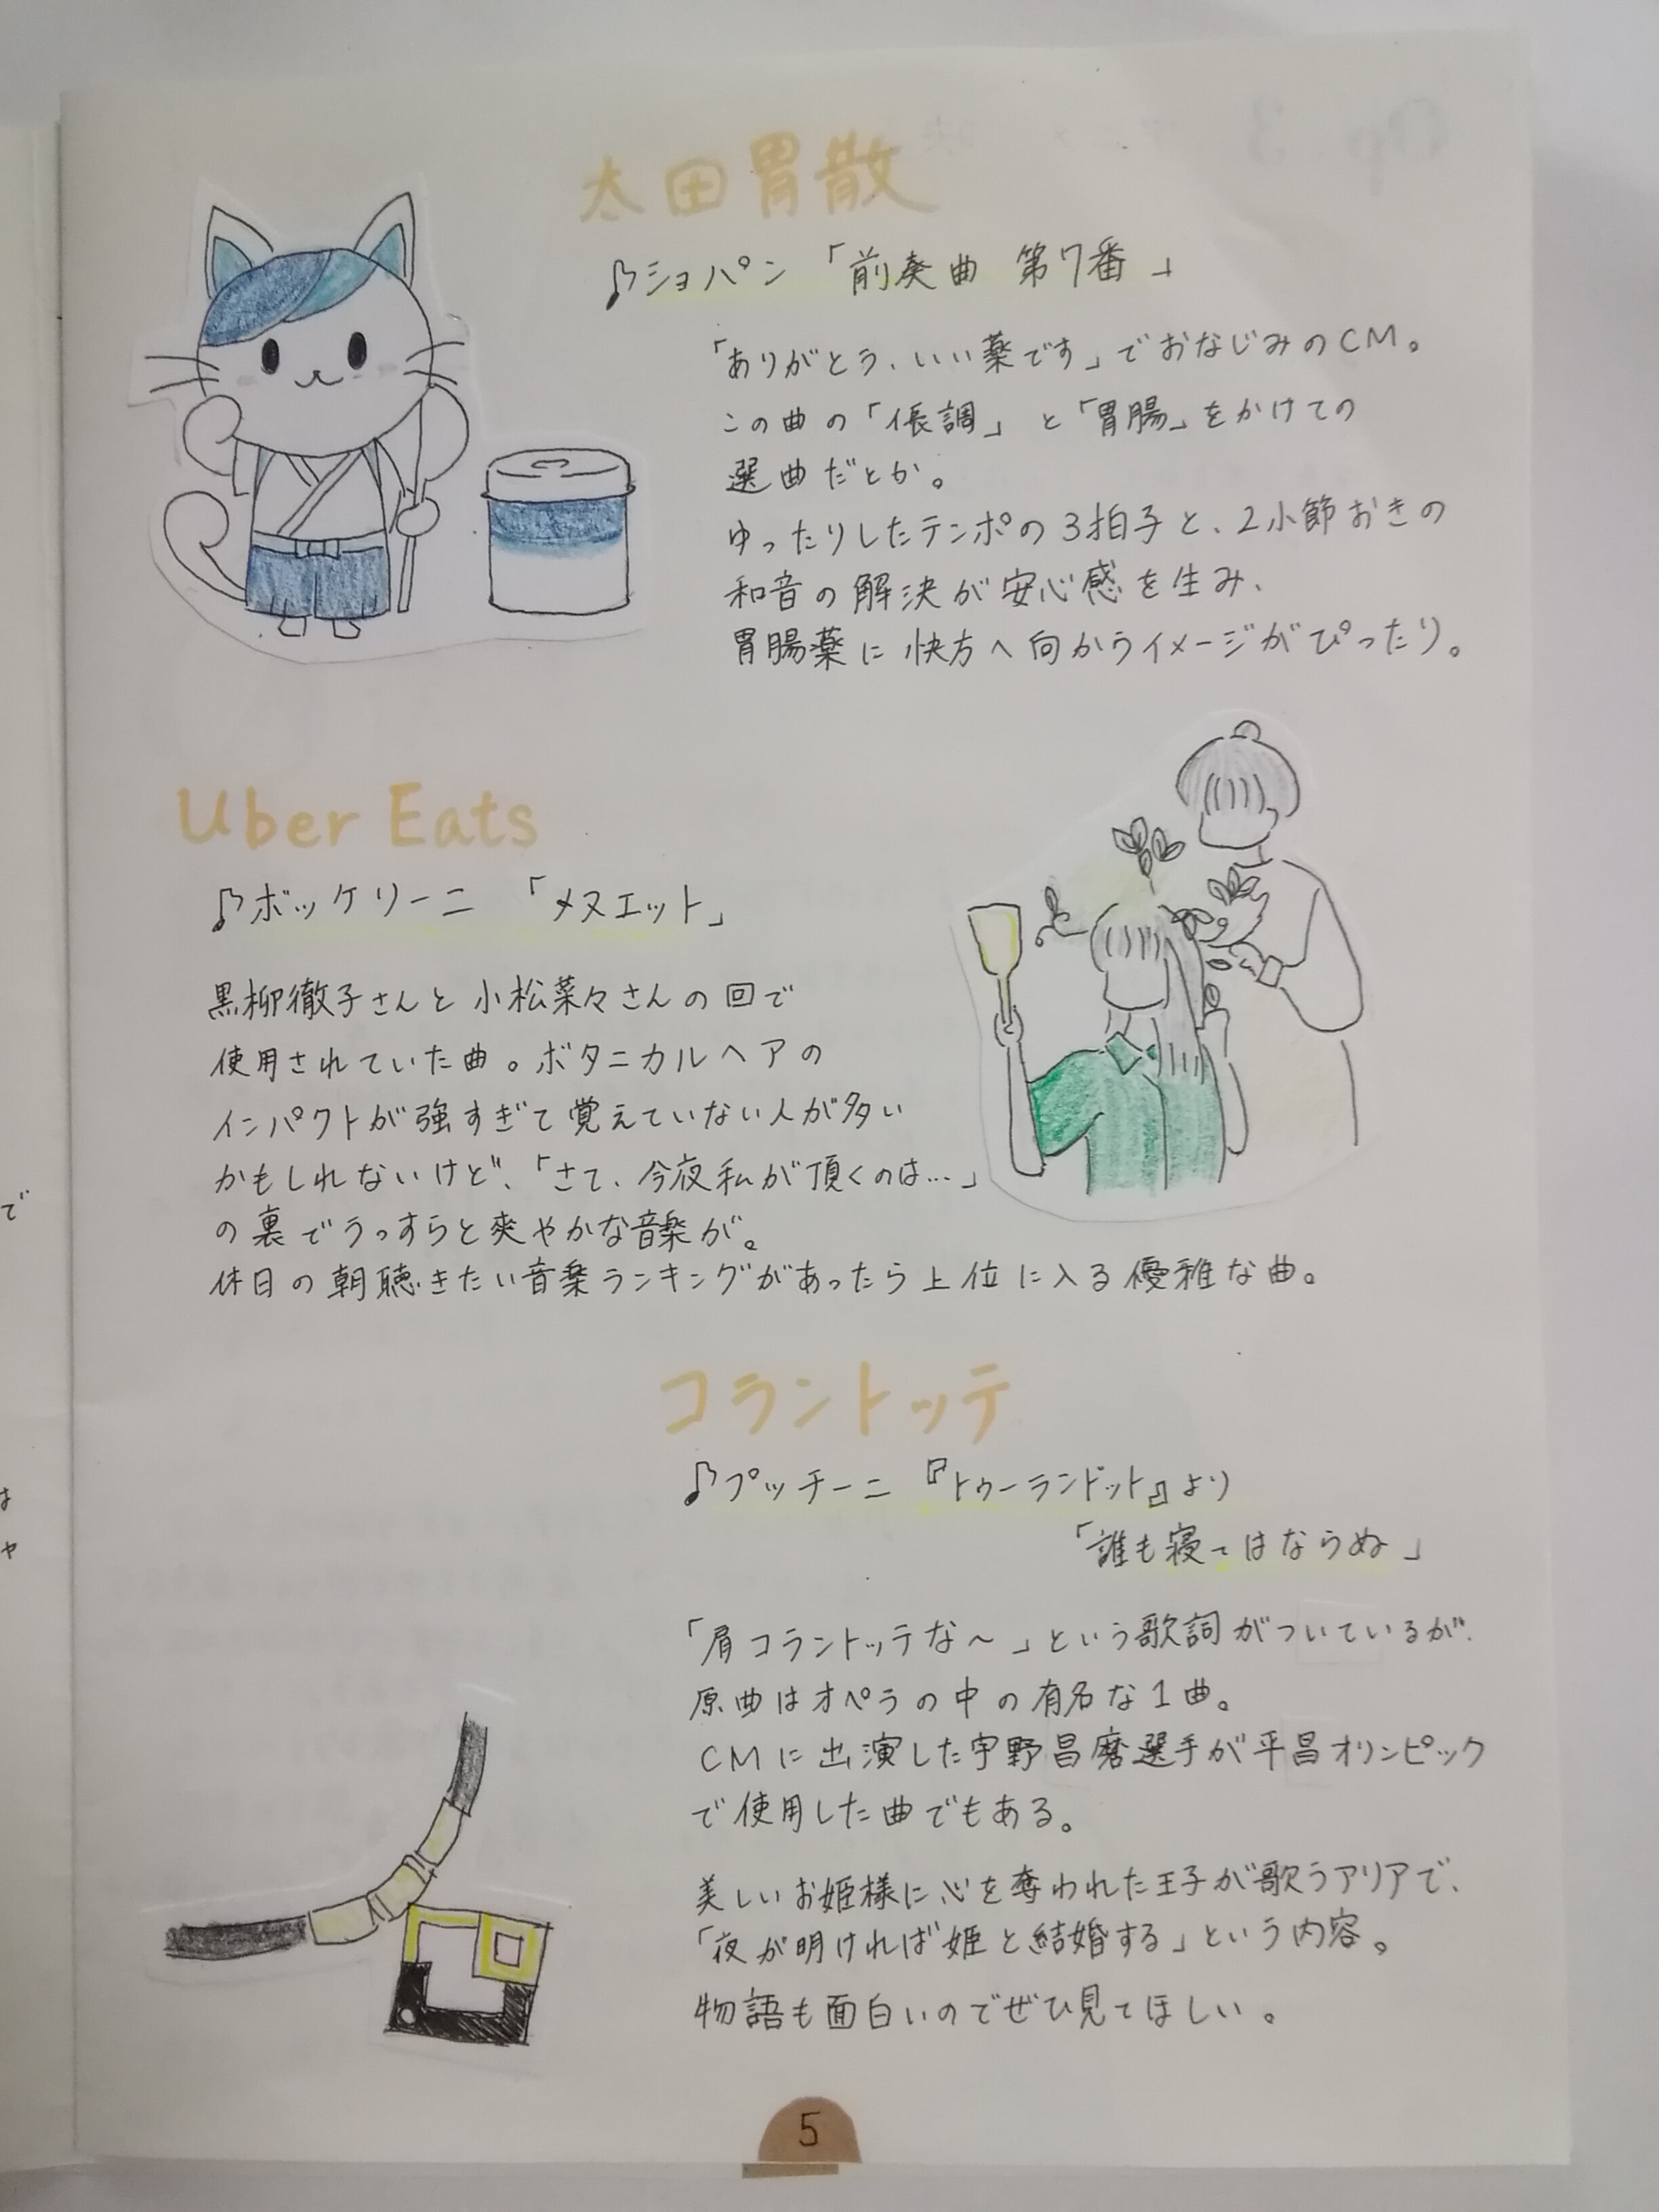 太田胃散
♪ショパン 「前奏曲 第7番」
「ありがとう、いい薬です」でおなじみのCM。
この曲の「イ長調」と「胃腸」をかけての
選曲だとか。
ゆったりしたテンポの3拍子と、2小節おきの
和音の解決が安心感を生み、
胃腸薬に快方へ向かうイメージがぴったり。
Uber Eats
♪ボッケリーニ 「メヌエット」
黒柳徹子さんと小松菜々さんの回で
使用されていた曲。ボタニカルヘアの
インパクトが強すぎて覚えていない人が多い
かもしれないけど、「さて、今夜私が頂くのは…」
の裏でうっすらと爽やかな音楽が。
休日の朝聴きたい音楽ランキングがあったら上位に入る優雅な曲。
コラントッテ
♪プッチーニ 『トゥーランドット』より
「誰も寝てはならぬ」
「肩コラントッテな〜」という歌詞がついているが、
原曲はオペラの中の有名な1曲。
CMに出演した宇野昌磨選手が平昌オリンピック
で使用した曲でもある。
美しいお姫様に心を奪われた王子が歌うアリアで、
「夜が明ければ姫と結婚する」という内容。
物語も面白いのでぜひ見てほしい。
5
で
は
ャ